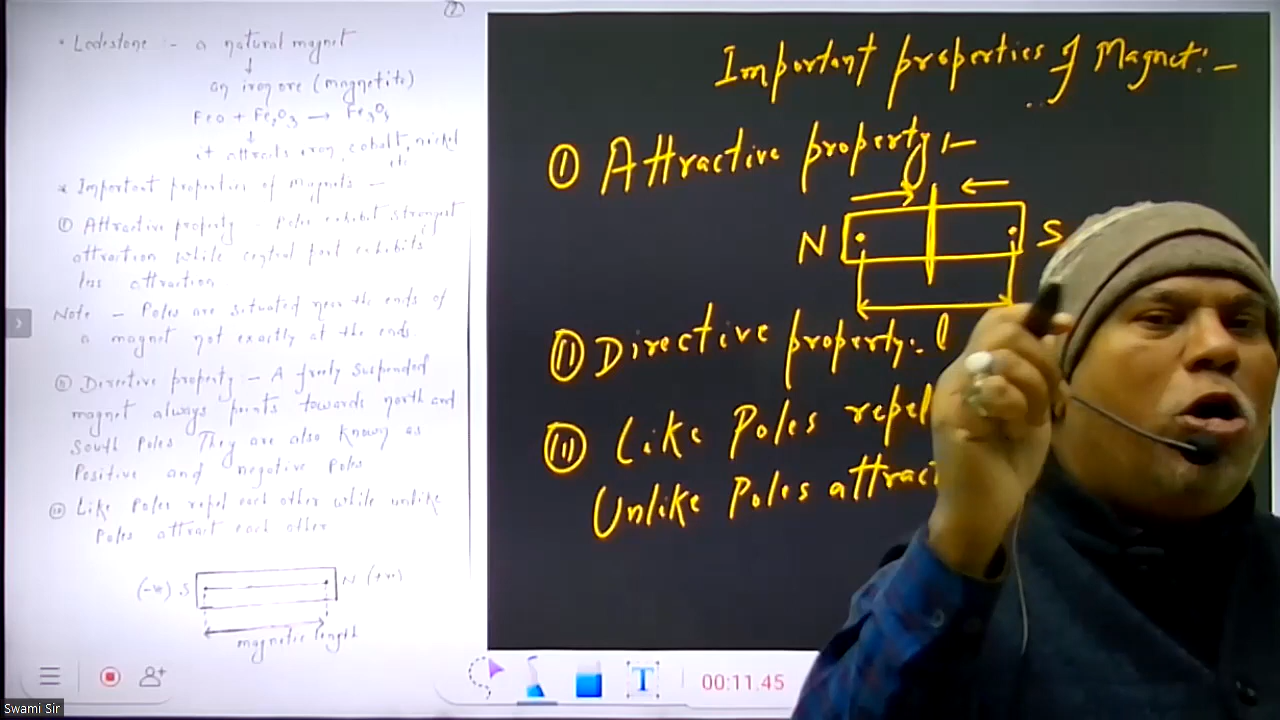 2
* Lodestone :- a natural magnet
↓
an iron ore (magnetite)
FeO + Fe₂O₃ → Fe₃O₄
↓
it attracts iron, cobalt, nickel
etc
* Important properties of Magnets -
(I) Attractive property - Poles exhibit strongest
attraction while central part exhibits
less attraction
Note - Poles are situated near the ends of
a magnet not exactly at the ends.
(II) Directive property - A freely suspended
magnet always points towards north and
South Poles. They are also known as
Positive and negative Poles
(III) Like Poles repel each other while unlike
Poles attract each other
(-ve) S N (+ve)
magnetic length
Important properties of Magnet:-
(I) Attractive property :-
N S
l
(II) Directive property:-
(III) Like Poles repel
Unlike Poles attract
T 00:11.45
Swami Sir